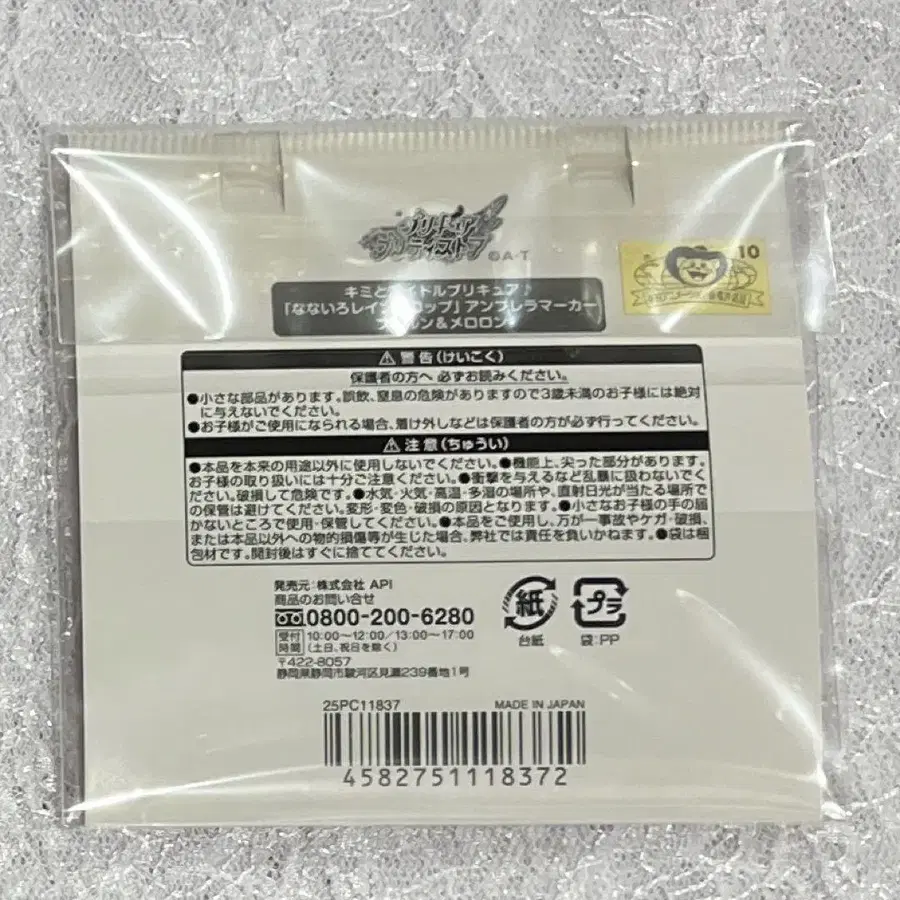 プリキュア
プリティストア
©A-T
10
キミとアイドルプリキュア♪
「なないろレインドロップ」アンブレラマーカー
＆メロロン
⚠警告(けいこく)
保護者の方へ 必ずお読みください。
●小さな部品があります。誤飲、窒息の危険がありますので3歳未満のお子様には絶対
に与えないでください。
●お子様がご使用になられる場合、着け外しなどは保護者の方が必ず行ってください。
⚠注意(ちゅうい)
●本品を本来の用途以外に使用しないでください。●機能上、尖った部分があります。
お子様の取り扱いには十分ご注意ください。●衝撃を与えるなど乱暴に扱わないでく
ださい。破損して危険です。●水気・火気・高温・多湿の場所や、直射日光が当たる場所で
の保管は避けてください。変形・変色・破損の原因となります。●小さなお子様の手の届
かないところで使用・保管してください。●本品をご使用し、万が一事故やケガ・破損、
または本品以外への物的損傷等が生じた場合、弊社では責任を負いかねます。●袋は梱
包材です。開封後はすぐに捨ててください。
発売元：株式会社 API
商品のお問い合せ
0800-200-6280
受付時間 10:00～12:00/13:00～17:00
(土日、祝日を除く)
〒422-8057
静岡県静岡市駿河区見瀬239番地1号
紙
台紙
プラ
袋：PP
25PC11837
MADE IN JAPAN
4582751118372